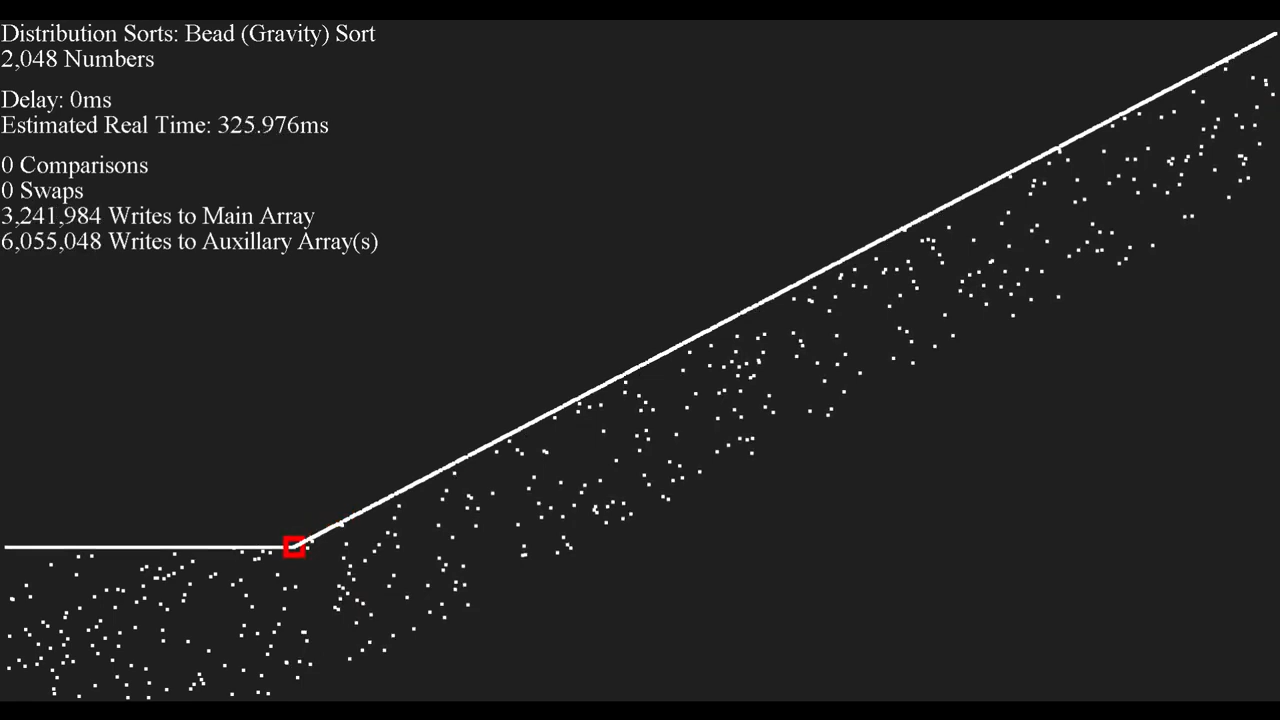 Distribution Sorts: Bead (Gravity) Sort
2,048 Numbers
Delay: 0ms
Estimated Real Time: 325.976ms
0 Comparisons
0 Swaps
3,241,984 Writes to Main Array
6,055,048 Writes to Auxillary Array(s)